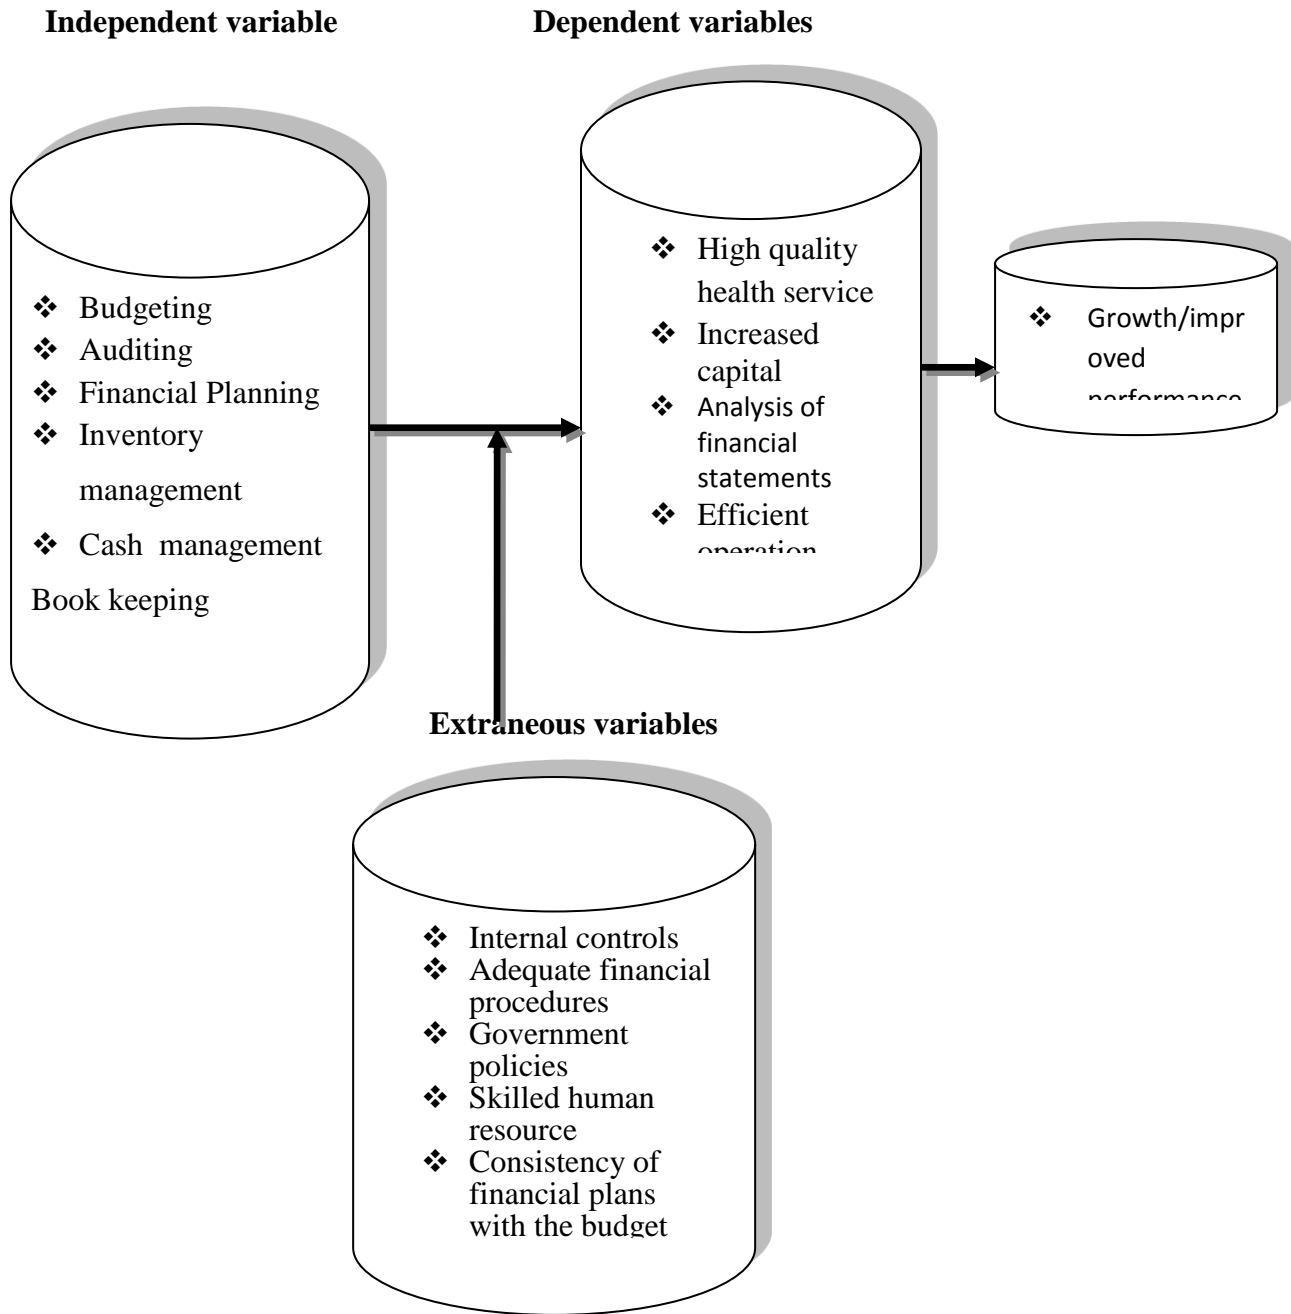 Independent variable
Dependent variables
❖ Budgeting
❖ Auditing
❖ Financial Planning
❖ Inventory
management
❖ Cash management
Book keeping
❖ High quality
health service
❖ Increased
capital
❖ Analysis of
financial
statements
❖ Efficient
operation
❖ Growth/impr
oved
performance
Extraneous variables
❖ Internal controls
❖ Adequate financial
procedures
❖ Government
policies
❖ Skilled human
resource
❖ Consistency of
financial plans
with the budget